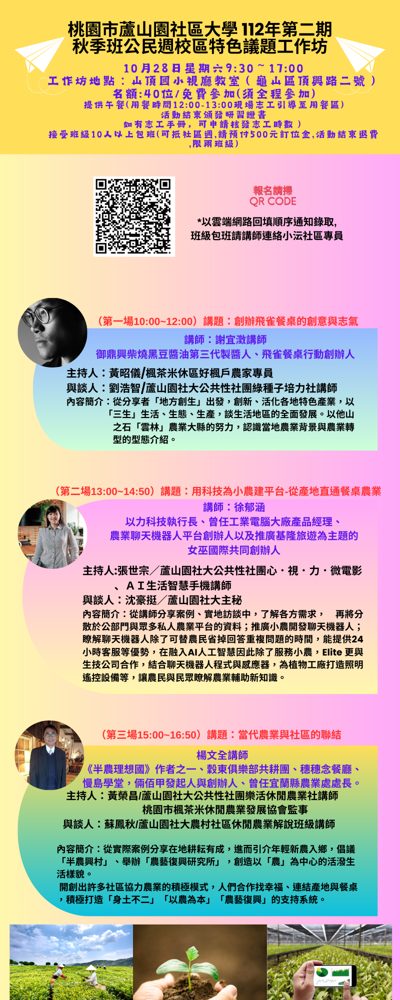 桃園市蘆山園社區大學 112年第二期
秋季班公民週校區特色議題工作坊
10月28日星期六9:30 ~ 17:00
工作坊地點：山頂國小視廳教室（龜山區頂興路二號）
名額:40位/免費參加(須全程參加)
提供午餐(用餐時間12:00-13:00現場志工引導至用餐區)
活動結束頒發研習證書
如有志工手冊，可申請核發志工時數）
接受班級10人以上包班(可抵社區週,請預付500元訂位金,活動結束退費
,限兩班級)
報名請掃
QR CODE
*以雲端網路回填順序通知錄取,
班級包班請講師連絡小沄社區專員
（第一場10:00~12:00）講題：創辦飛雀餐桌的創意與志氣
講師：謝宜澂講師
御鼎興柴燒黑豆醬油第三代製醬人、飛雀餐桌行動創辦人
主持人：黃昭儀/楓茶米休區好楓戶農家專員
與談人：劉浩智/蘆山園社大公共性社團綠種子培力社講師
內容簡介：從分享者「地方創生」出發，創新、活化各地特色產業，以
「三生」生活、生態、生產，談生活地區的全面發展。以他山
之石「雲林」農業大縣的努力，認識當地農業背景與農業轉
型的型態介紹。
（第二場13:00~14:50）講題：用科技為小農建平台-從產地直通餐桌農業
講師：徐郁涵
以力科技執行長、曾任工業電腦大廠產品經理、
農業聊天機器人平台創辦人以及推廣基隆旅遊為主題的
女巫國際共同創辦人
主持人:張世宗／蘆山園社大公共性社團心．視．力．微電影
、ＡＩ生活智慧手機講師
與談人：沈豪挺／蘆山園社大主秘
內容簡介：從講師分享案例、實地訪談中，了解各方需求，　再將分
散於公部門與眾多私人農業平台的資料；推廣小農開發聊天機器人；
瞭解聊天機器人除了可替農民省掉回答重複問題的時間，能提供24
小時客服等優勢，在融入AI人工智慧因此除了服務小農，Elite 更與
生技公司合作，結合聊天機器人程式與感應器，為植物工廠打造照明
遙控設備等，讓農民與民眾瞭解農業輔助新知識。
（第三場15:00~16:50）講題：當代農業與社區的聯結
楊文全講師
《半農理想國》作者之一、穀東俱樂部共耕團、穗穗念餐廳、
慢島學堂，倆佰甲發起人與創辦人、曾任宜蘭縣農業處處長。
主持人：黃榮昌/蘆山園社大公共性社團樂活休閒農業社講師
桃園市楓茶米休閒農業發展協會監事
與談人：蘇鳳秋/蘆山園社大農村社區休閒農業解說班級講師
內容簡介：從實際案例分享在地耕耘有成，進而引介年輕新農入鄉，倡議
「半農興村」、舉辦「農藝復興研究所」，創造以「農」為中心的活潑生
活樣貌。
開創出許多社區協力農業的積極模式，人們合作找幸福、連結產地與餐桌
，積極打造「身土不二」「以農為本」「農藝復興」的支持系統。